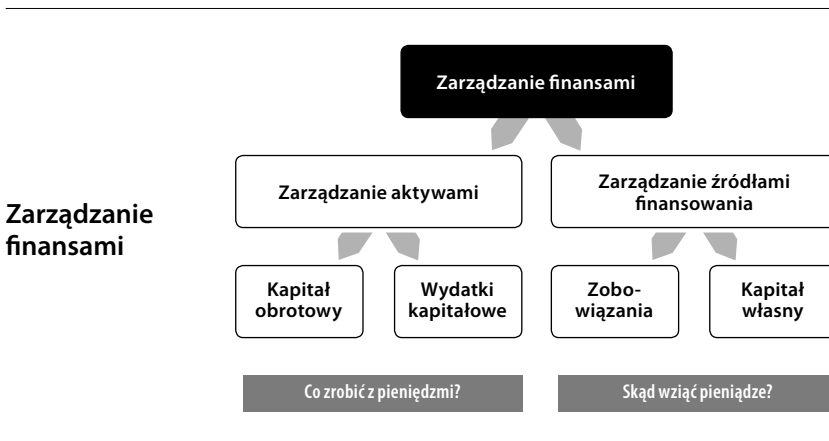 Zarządzanie finansami
Zarządzanie
finansami
Zarządzanie aktywami
Zarządzanie źródłami
finansowania
Kapitał
obrotowy
Wydatki
kapitałowe
Zobo-
wiązania
Kapitał
własny
Co zrobić z pieniędzmi?
Skąd wziąć pieniądze?